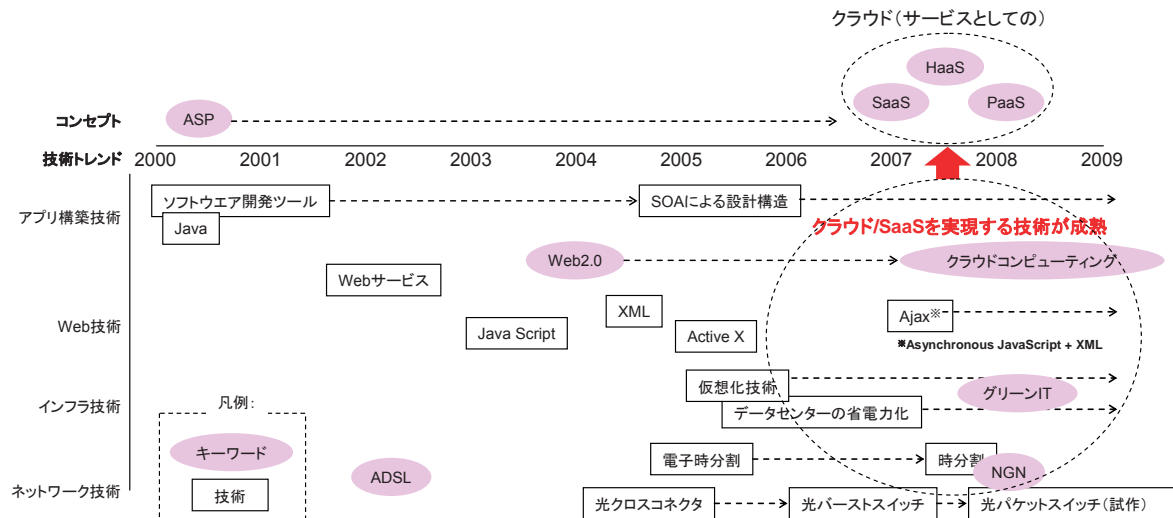 クラウド（サービスとしての）
HaaS
SaaS
PaaS
コンセプト
ASP
技術トレンド
2000 2001 2002 2003 2004 2005 2006 2007 2008 2009
アプリ構築技術
ソフトウエア開発ツール
Java
SOAによる設計構造
クラウド/SaaSを実現する技術が成熟
Web2.0
クラウドコンピューティング
Webサービス
Web技術
Java Script
XML
Active X
Ajax※
※Asynchronous JavaScript + XML
インフラ技術
仮想化技術
グリーンIT
データセンターの省電力化
凡例：
キーワード
技術
ネットワーク技術
ADSL
電子時分割
時分割
NGN
光クロスコネクタ
光バーストスイッチ
光パケットスイッチ（試作）